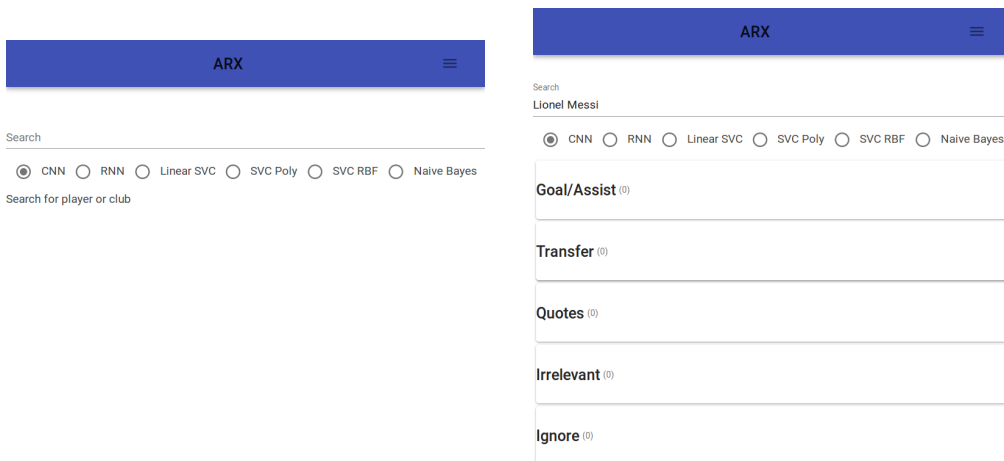 ARX
Search
CNN RNN Linear SVC SVC Poly SVC RBF Naive Bayes
Search for player or club
ARX
Search
Lionel Messi
CNN RNN Linear SVC SVC Poly SVC RBF Naive Bayes
Goal/Assist (0)
Transfer (0)
Quotes (0)
Irrelevant (0)
Ignore (0)